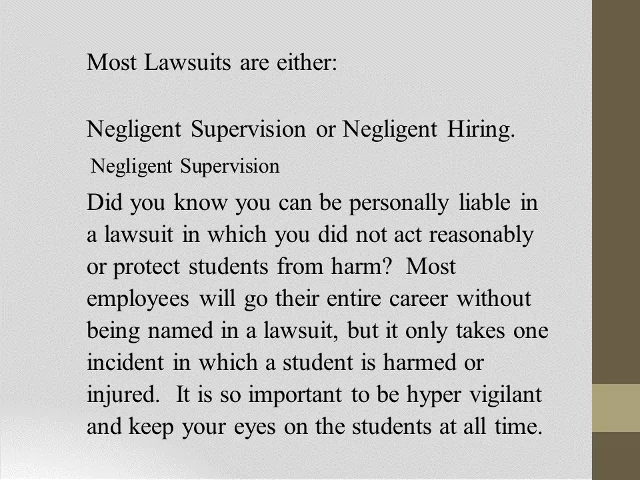 Most Lawsuits are either:
Negligent Supervision or Negligent Hiring.
Negligent Supervision
Did you know you can be personally liable in
a lawsuit in which you did not act reasonably
or protect students from harm? Most
employees will go their entire career without
being named in a lawsuit, but it only takes one
incident in which a student is harmed or
injured. It is so important to be hyper vigilant
and keep your eyes on the students at all time.